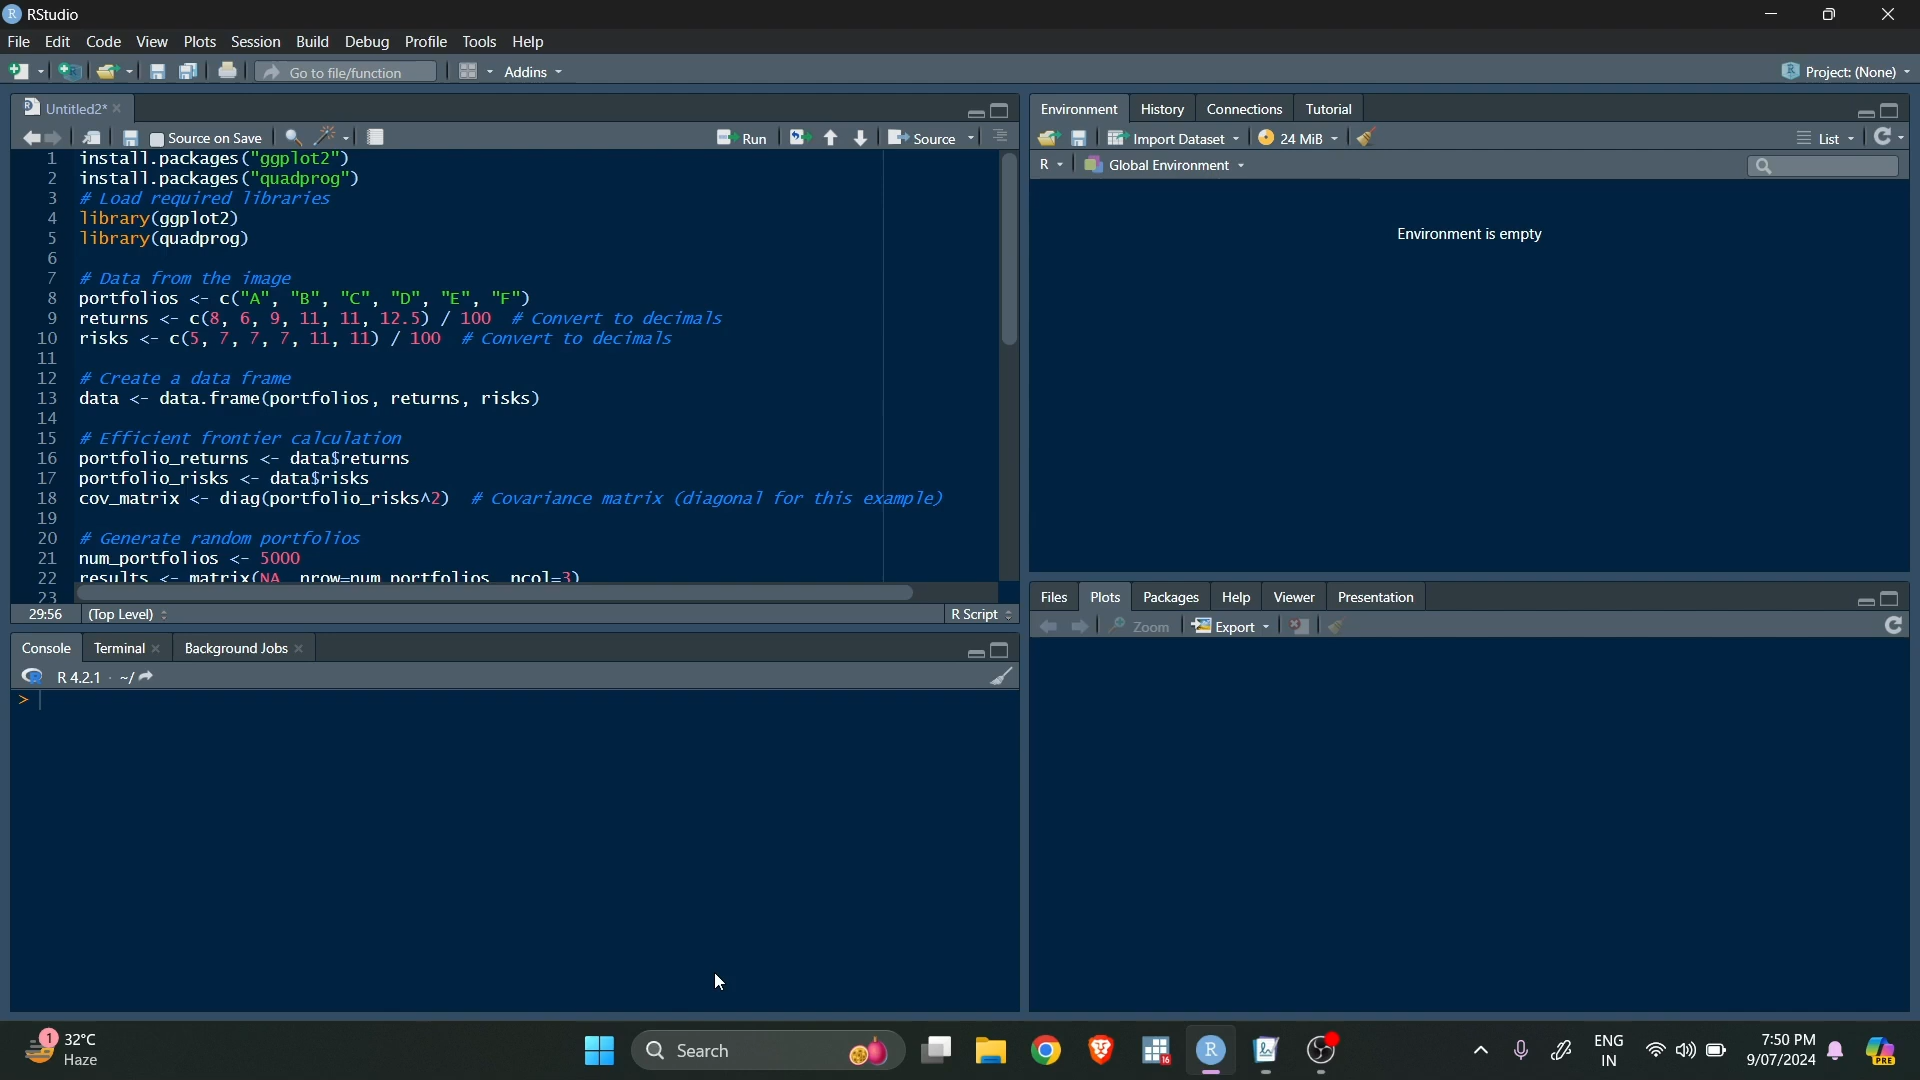 RStudio
File Edit Code View Plots Session Build Debug Profile Tools Help
Go to file/function Addins Project: (None)
Untitled2*
Source on Save Run Source
1 install.packages("ggplot2")
2 install.packages("quadprog")
3 # Load required libraries
4 library(ggplot2)
5 library(quadprog)
6
7 # Data from the image
8 portfolios <- c("A", "B", "C", "D", "E", "F")
9 returns <- c(8, 6, 9, 11, 11, 12.5) / 100 # Convert to decimals
10 risks <- c(5, 7, 7, 7, 11, 11) / 100 # Convert to decimals
11
12 # Create a data frame
13 data <- data.frame(portfolios, returns, risks)
14
15 # Efficient frontier calculation
16 portfolio_returns <- data$returns
17 portfolio_risks <- data$risks
18 cov_matrix <- diag(portfolio_risks^2) # Covariance matrix (diagonal for this example)
19
20 # Generate random portfolios
21 num_portfolios <- 5000
22 results <- matrix(NA, nrow=num_portfolios, ncol=3)
23
29:56 (Top Level) R Script
Console Terminal Background Jobs
R R 4.2.1 · ~/
>
Environment History Connections Tutorial
Import Dataset 24 MiB List
R Global Environment
Environment is empty
Files Plots Packages Help Viewer Presentation
Zoom Export
1 32°C
Haze
Search
16
R
ENG
IN
7:50 PM
9/07/2024
PRE